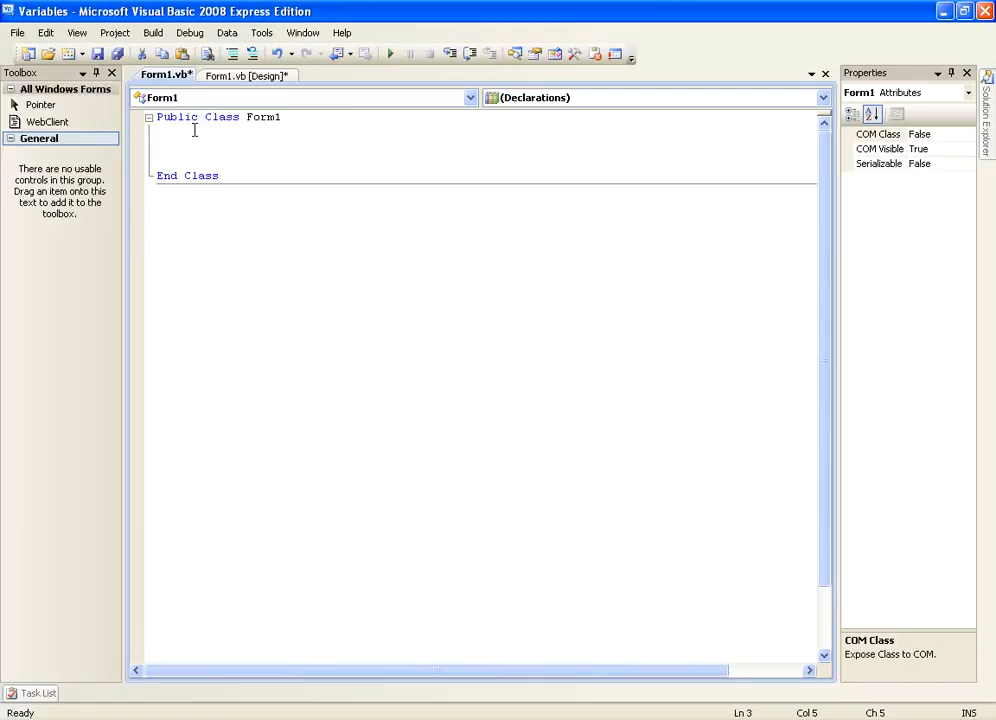 Variables - Microsoft Visual Basic 2008 Express Edition
File Edit View Project Build Debug Data Tools Window Help
Toolbox
All Windows Forms
Pointer
WebClient
General
There are no usable
controls in this group.
Drag an item onto this
text to add it to the
toolbox.
Form1.vb* Form1.vb [Design]*
Form1 (Declarations)
Public Class Form1
End Class
Properties
Form1 Attributes
COM Class False
COM Visible True
Serializable False
COM Class
Expose Class to COM.
Solution Explorer
Task List
Ready Ln 3 Col 5 Ch 5 INS